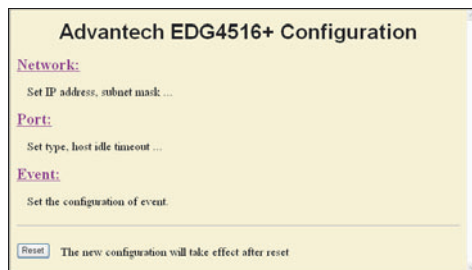 Advantech EDG4516+ Configuration
Network:
Set IP address, subnet mask ...
Port:
Set type, host idle timeout ...
Event:
Set the configuration of event.
Reset The new configuration will take effect after reset